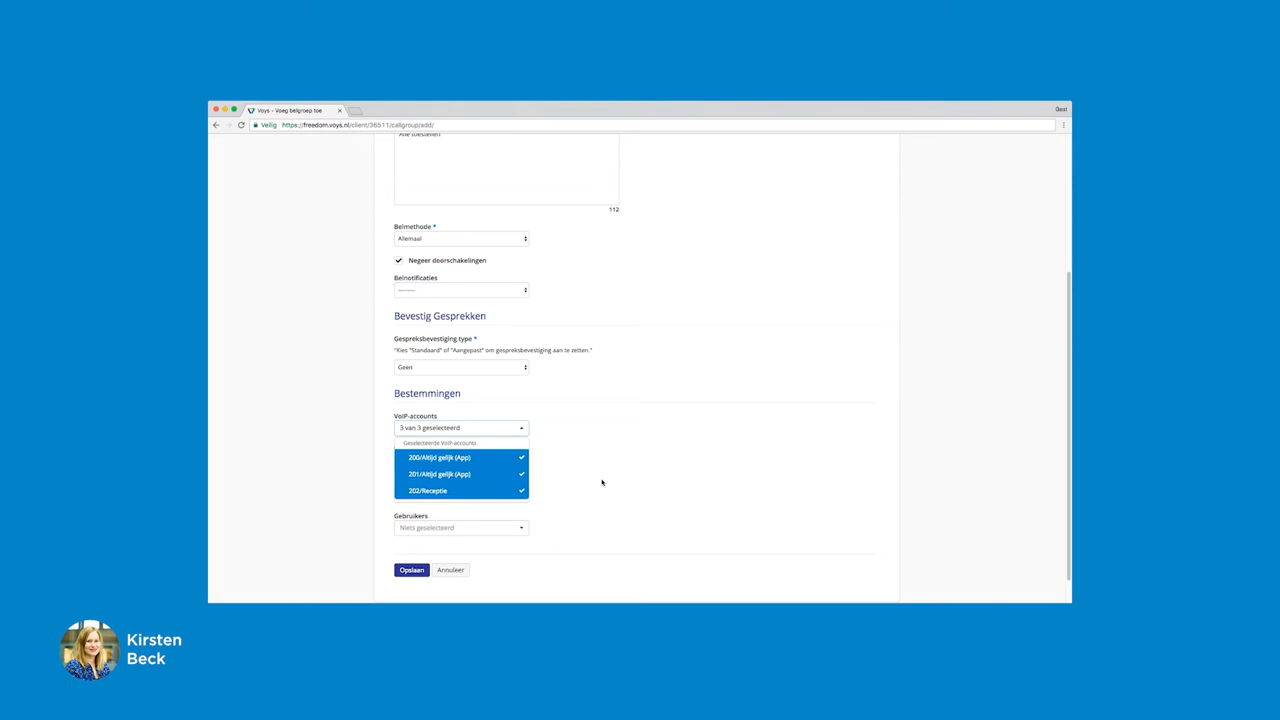 Voys - Voeg belgroep toe
Gast
Veilig https://freedom.voys.nl/client/36511/callgroup/add/
Alle toestellen
112
Belmethode *
Allemaal
Negeer doorschakelingen
Belnotificaties
---------
Bevestig Gesprekken
Gespreksbevestiging type *
"Kies "Standaard" of "Aangepast" om gespreksbevestiging aan te zetten."
Geen
Bestemmingen
VoIP-accounts
3 van 3 geselecteerd
Geselecteerde VoIP-accounts
200/Altijd gelijk (App)
201/Altijd gelijk (App)
202/Receptie
Gebruikers
Niets geselecteerd
Opslaan Annuleer
Kirsten
Beck